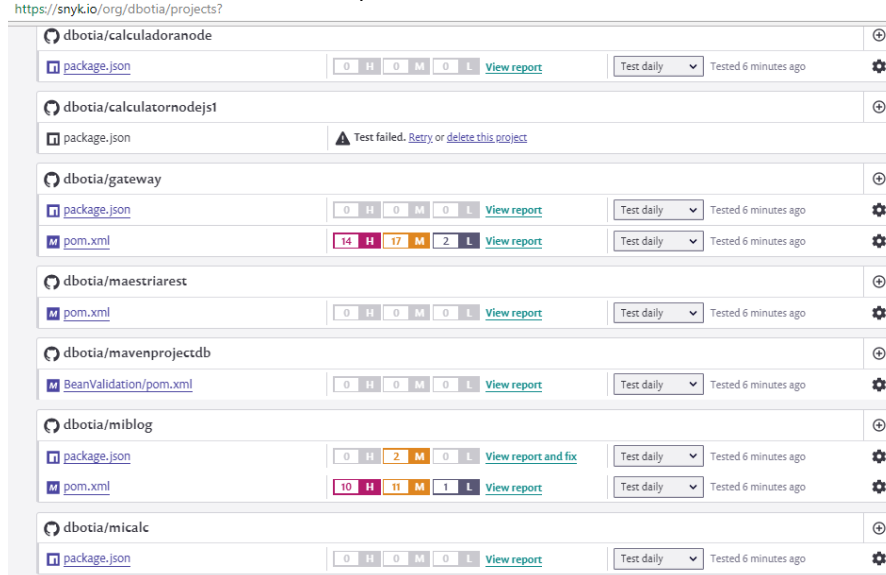 https://snyk.io/org/dbotia/projects?
dbotia/calculadoranode
package.json 0 H 0 M 0 L View report Test daily Tested 6 minutes ago
dbotia/calculatornodejs1
package.json Test failed. Retry or delete this project
dbotia/gateway
package.json 0 H 0 M 0 L View report Test daily Tested 6 minutes ago
M pom.xml 14 H 17 M 2 L View report Test daily Tested 6 minutes ago
dbotia/maestriarest
M pom.xml 0 H 0 M 0 L View report Test daily Tested 6 minutes ago
dbotia/mavenprojectdb
M BeanValidation/pom.xml 0 H 0 M 0 L View report Test daily Tested 6 minutes ago
dbotia/miblog
package.json 0 H 2 M 0 L View report and fix Test daily Tested 6 minutes ago
M pom.xml 10 H 11 M 1 L View report Test daily Tested 6 minutes ago
dbotia/micalc
package.json 0 H 0 M 0 L View report Test daily Tested 6 minutes ago